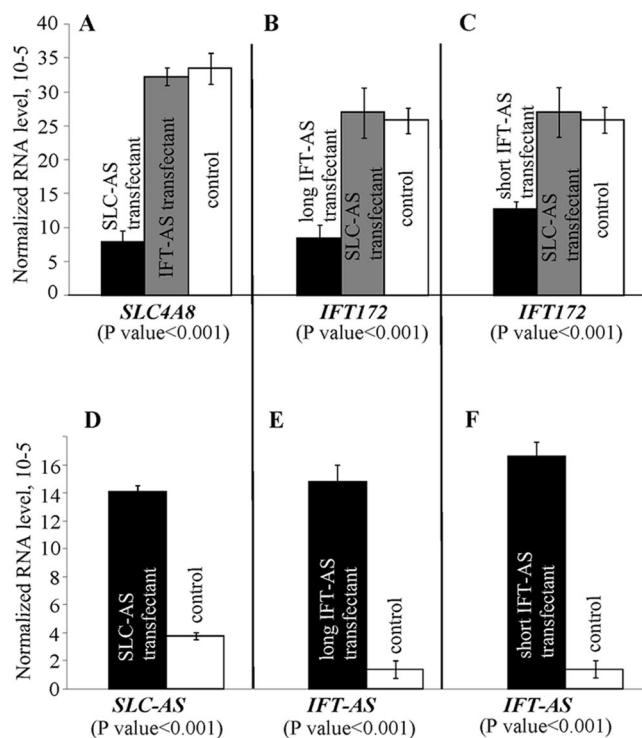 A
B
C
Normalized RNA level, 10-5
40
35
30
25
20
15
10
5
0
SLC-AS
transfectant
IFT-AS transfectant
control
long IFT-AS
transfectant
SLC-AS
transfectant
control
short IFT-AS
transfectant
SLC-AS
transfectant
control
SLC4A8
(P value<0.001)
IFT172
(P value<0.001)
IFT172
(P value<0.001)
D
E
F
Normalized RNA level, 10-5
16
14
12
10
8
6
4
2
0
SLC-AS
transfectant
control
long IFT-AS
transfectant
control
short IFT-AS
transfectant
control
SLC-AS
(P value<0.001)
IFT-AS
(P value<0.001)
IFT-AS
(P value<0.001)